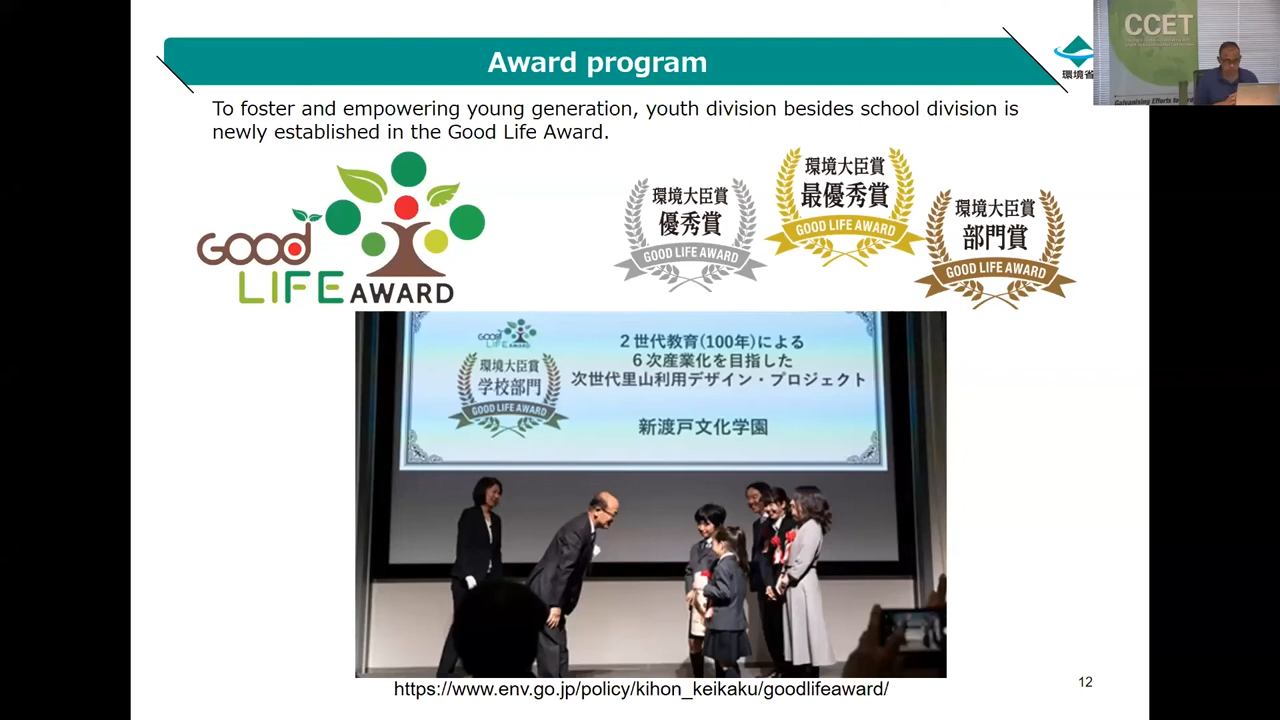 Award program
環境省
CCET
To foster and empowering young generation, youth division besides school division is
newly established in the Good Life Award.
GOOD
LIFE AWARD
環境大臣賞
優秀賞
GOOD LIFE AWARD
環境大臣賞
最優秀賞
GOOD LIFE AWARD
環境大臣賞
部門賞
GOOD LIFE AWARD
GOOD
LIFE AWARD
環境大臣賞
学校部門
GOOD LIFE AWARD
2世代教育(100年)による
6次産業化を目指した
次世代里山利用デザイン・プロジェクト
新渡戸文化学園
https://www.env.go.jp/policy/kihon_keikaku/goodlifeaward/
12